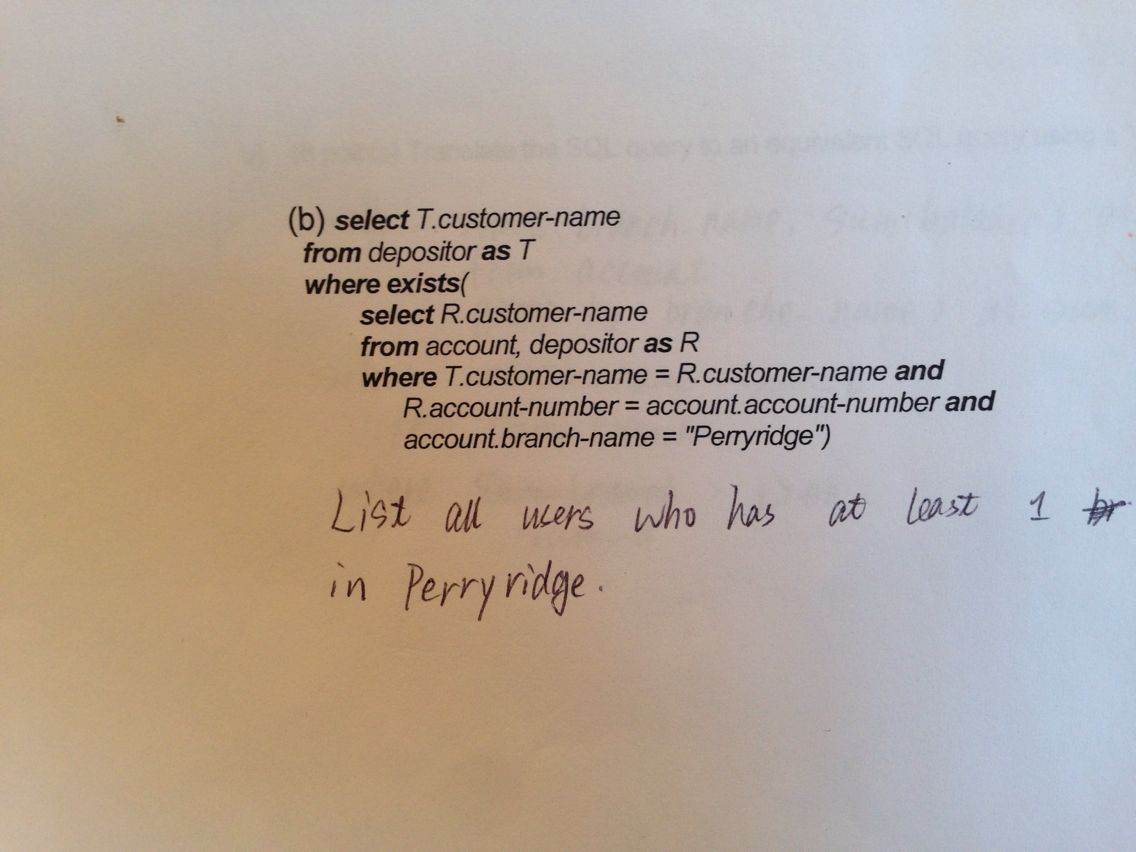 (b) select T.customer-name
from depositor as T
where exists(
select R.customer-name
from account, depositor as R
where T.customer-name = R.customer-name and
R.account-number = account.account-number and
account.branch-name = "Perryridge")
List all users who has at least 1
in Perryridge.